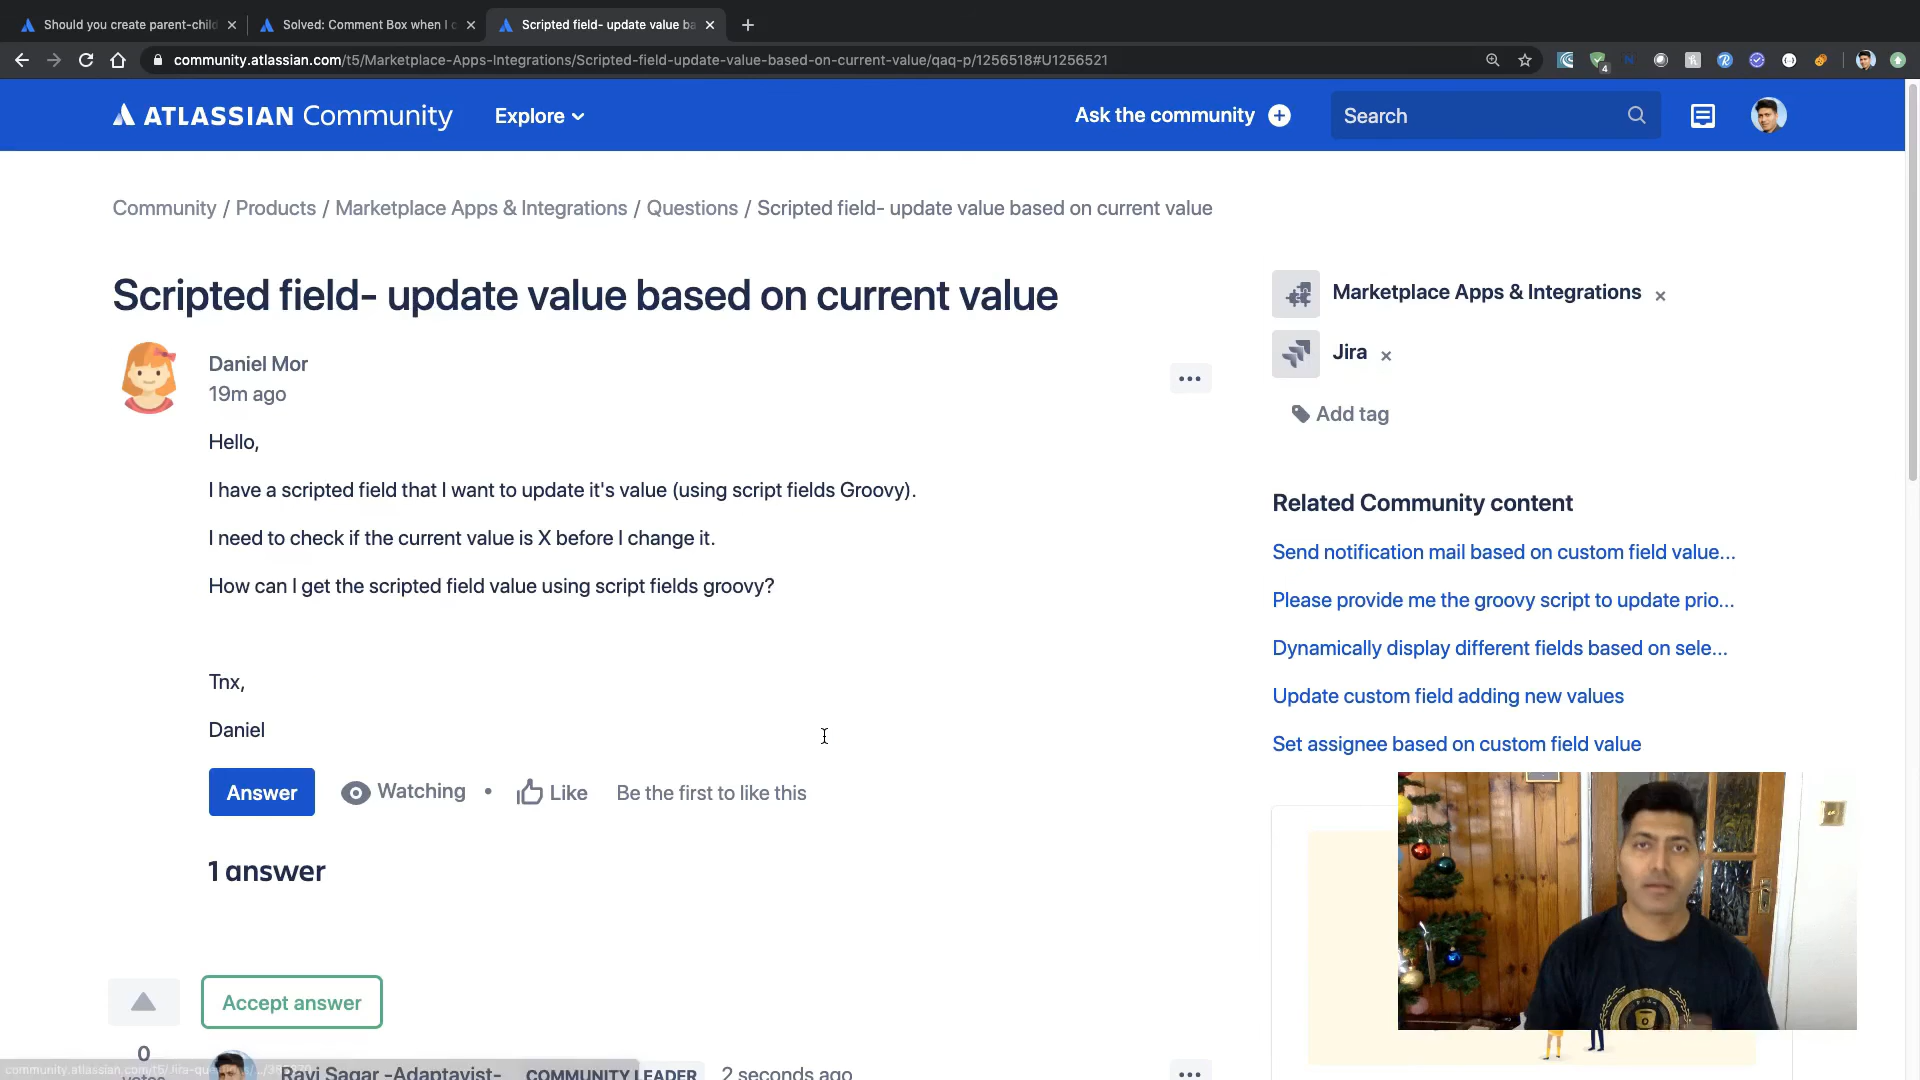 Should you create parent-child
Solved: Comment Box when I c
Scripted field- update value ba
community.atlassian.com/t5/Marketplace-Apps-Integrations/Scripted-field-update-value-based-on-current-value/qaq-p/1256518#U1256521
4
ATLASSIAN Community
Explore
Ask the community
Search
Community / Products / Marketplace Apps & Integrations / Questions / Scripted field- update value based on current value
Scripted field- update value based on current value
Daniel Mor
19m ago
Hello,
I have a scripted field that I want to update it's value (using script fields Groovy).
I need to check if the current value is X before I change it.
How can I get the scripted field value using script fields groovy?
Tnx,
Daniel
Answer
Watching
•
Like
Be the first to like this
1 answer
Accept answer
0
votes
Ravi Sagar -Adaptavist-
COMMUNITY LEADER
2 seconds ago
Marketplace Apps & Integrations
Jira
Add tag
Related Community content
Send notification mail based on custom field value...
Please provide me the groovy script to update prio...
Dynamically display different fields based on sele...
Update custom field adding new values
Set assignee based on custom field value